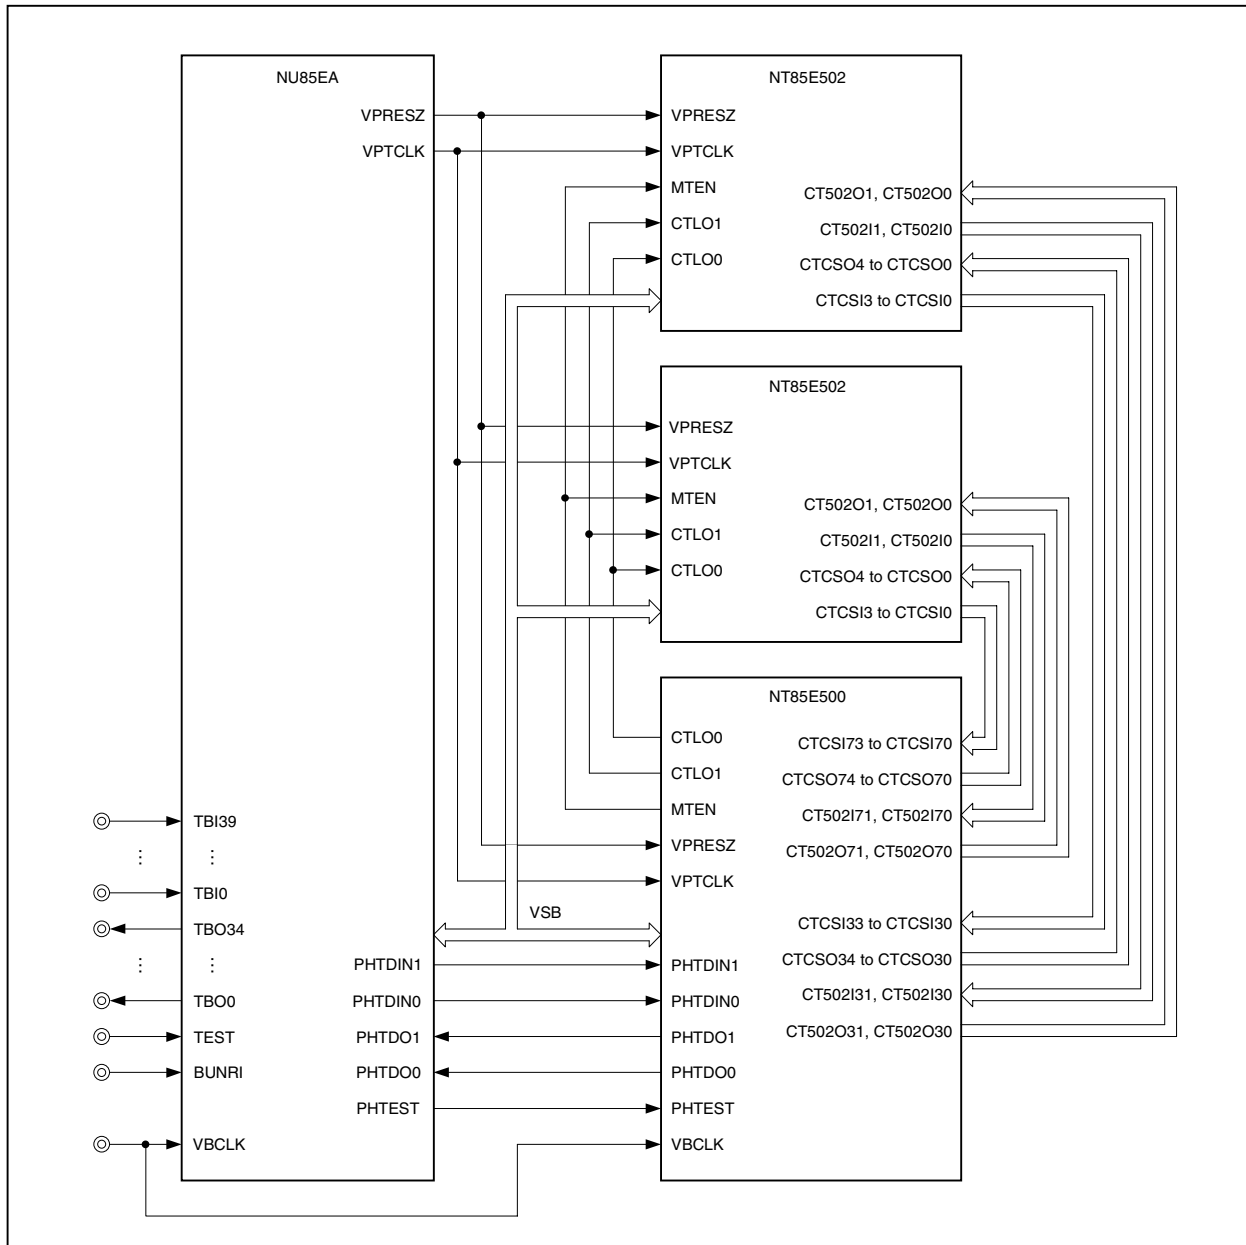 NU85EA
VPRESZ
VPTCLK
TBI39
⋮ ⋮
TBI0
TBO34
⋮ ⋮
TBO0
TEST
BUNRI
VBCLK
PHTDIN1
PHTDIN0
PHTDO1
PHTDO0
PHTEST
VSB
NT85E502
VPRESZ
VPTCLK
MTEN
CTLO1
CTLO0
CT502O1, CT502O0
CT502I1, CT502I0
CTCSO4 to CTCSO0
CTCSI3 to CTCSI0
NT85E502
VPRESZ
VPTCLK
MTEN
CTLO1
CTLO0
CT502O1, CT502O0
CT502I1, CT502I0
CTCSO4 to CTCSO0
CTCSI3 to CTCSI0
NT85E500
CTLO0
CTLO1
MTEN
VPRESZ
VPTCLK
PHTDIN1
PHTDIN0
PHTDO1
PHTDO0
PHTEST
VBCLK
CTCSI73 to CTCSI70
CTCSO74 to CTCSO70
CT502I71, CT502I70
CT502O71, CT502O70
CTCSI33 to CTCSI30
CTCSO34 to CTCSO30
CT502I31, CT502I30
CT502O31, CT502O30